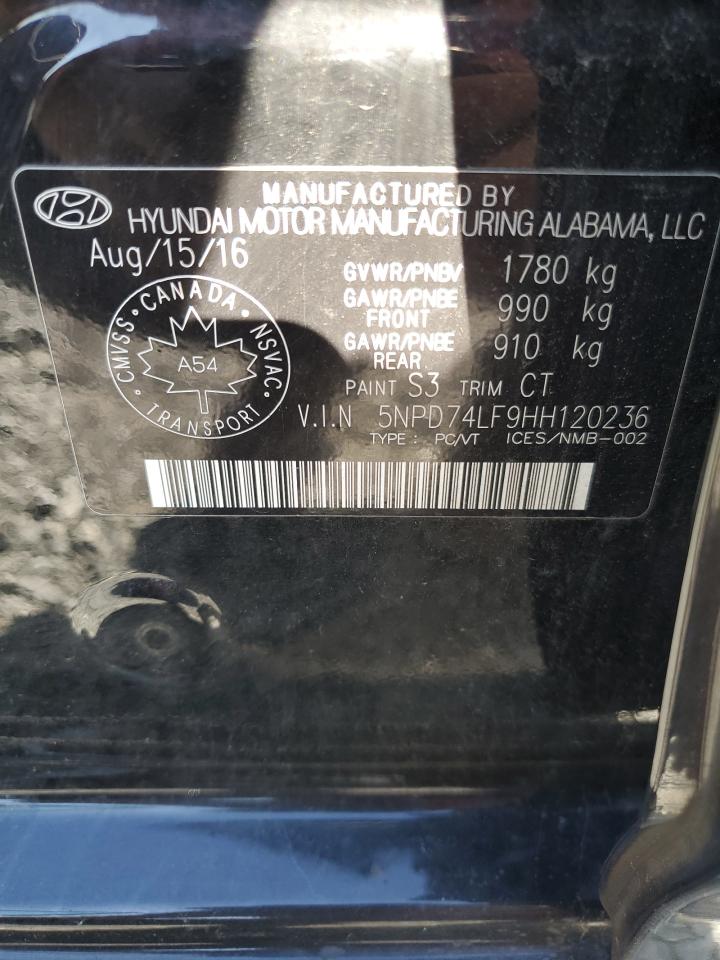 MANUFACTURED BY
HYUNDAI MOTOR MANUFACTURING ALABAMA, LLC
Aug/15/16
GVWR/PNBV 1780 kg
GAWR/PNBE FRONT 990 kg
GAWR/PNBE REAR 910 kg
PAINT S3 TRIM CT
V.I.N 5NPD74LF9HH120236
TYPE : PC/VT ICES/NMB-002
CMVSS • CANADA • NSVAC • TRANSPORT •
A54